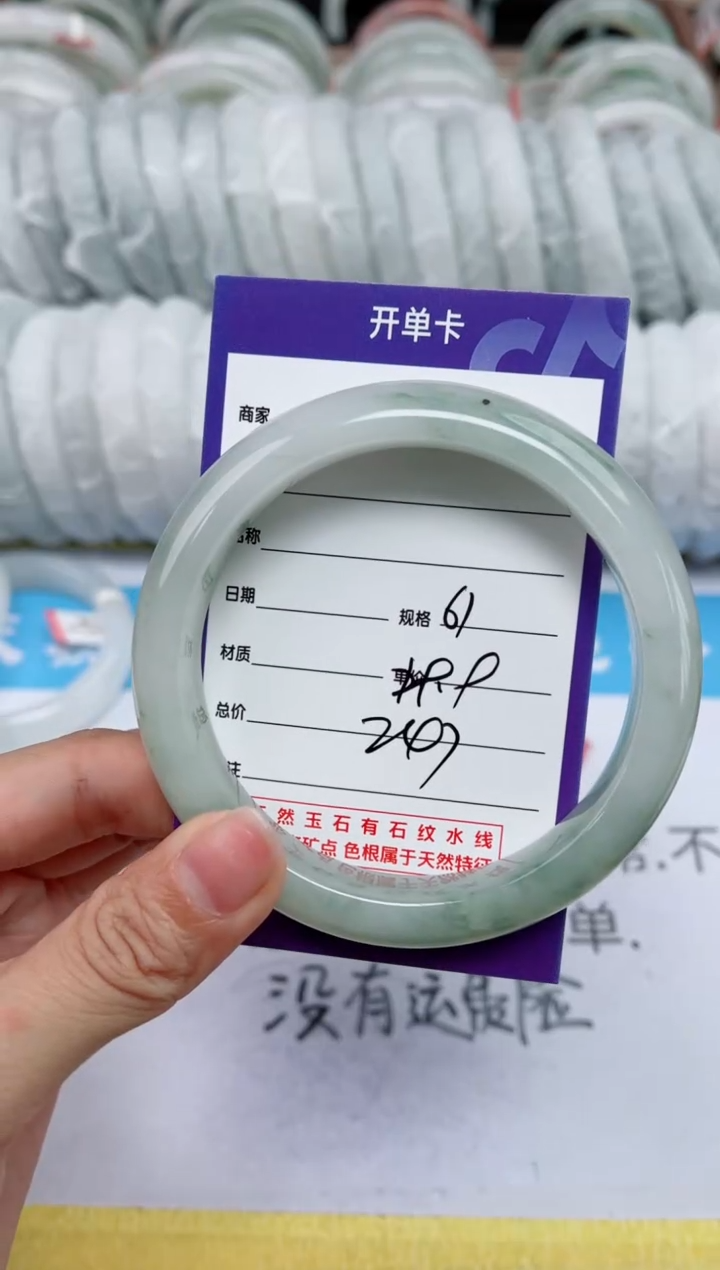 开单卡
商家
称
日期
规格 61
材质
总价
249
注
然玉石有石纹水线
矿点 色根属于天然特征
.不
单.
没有运费险